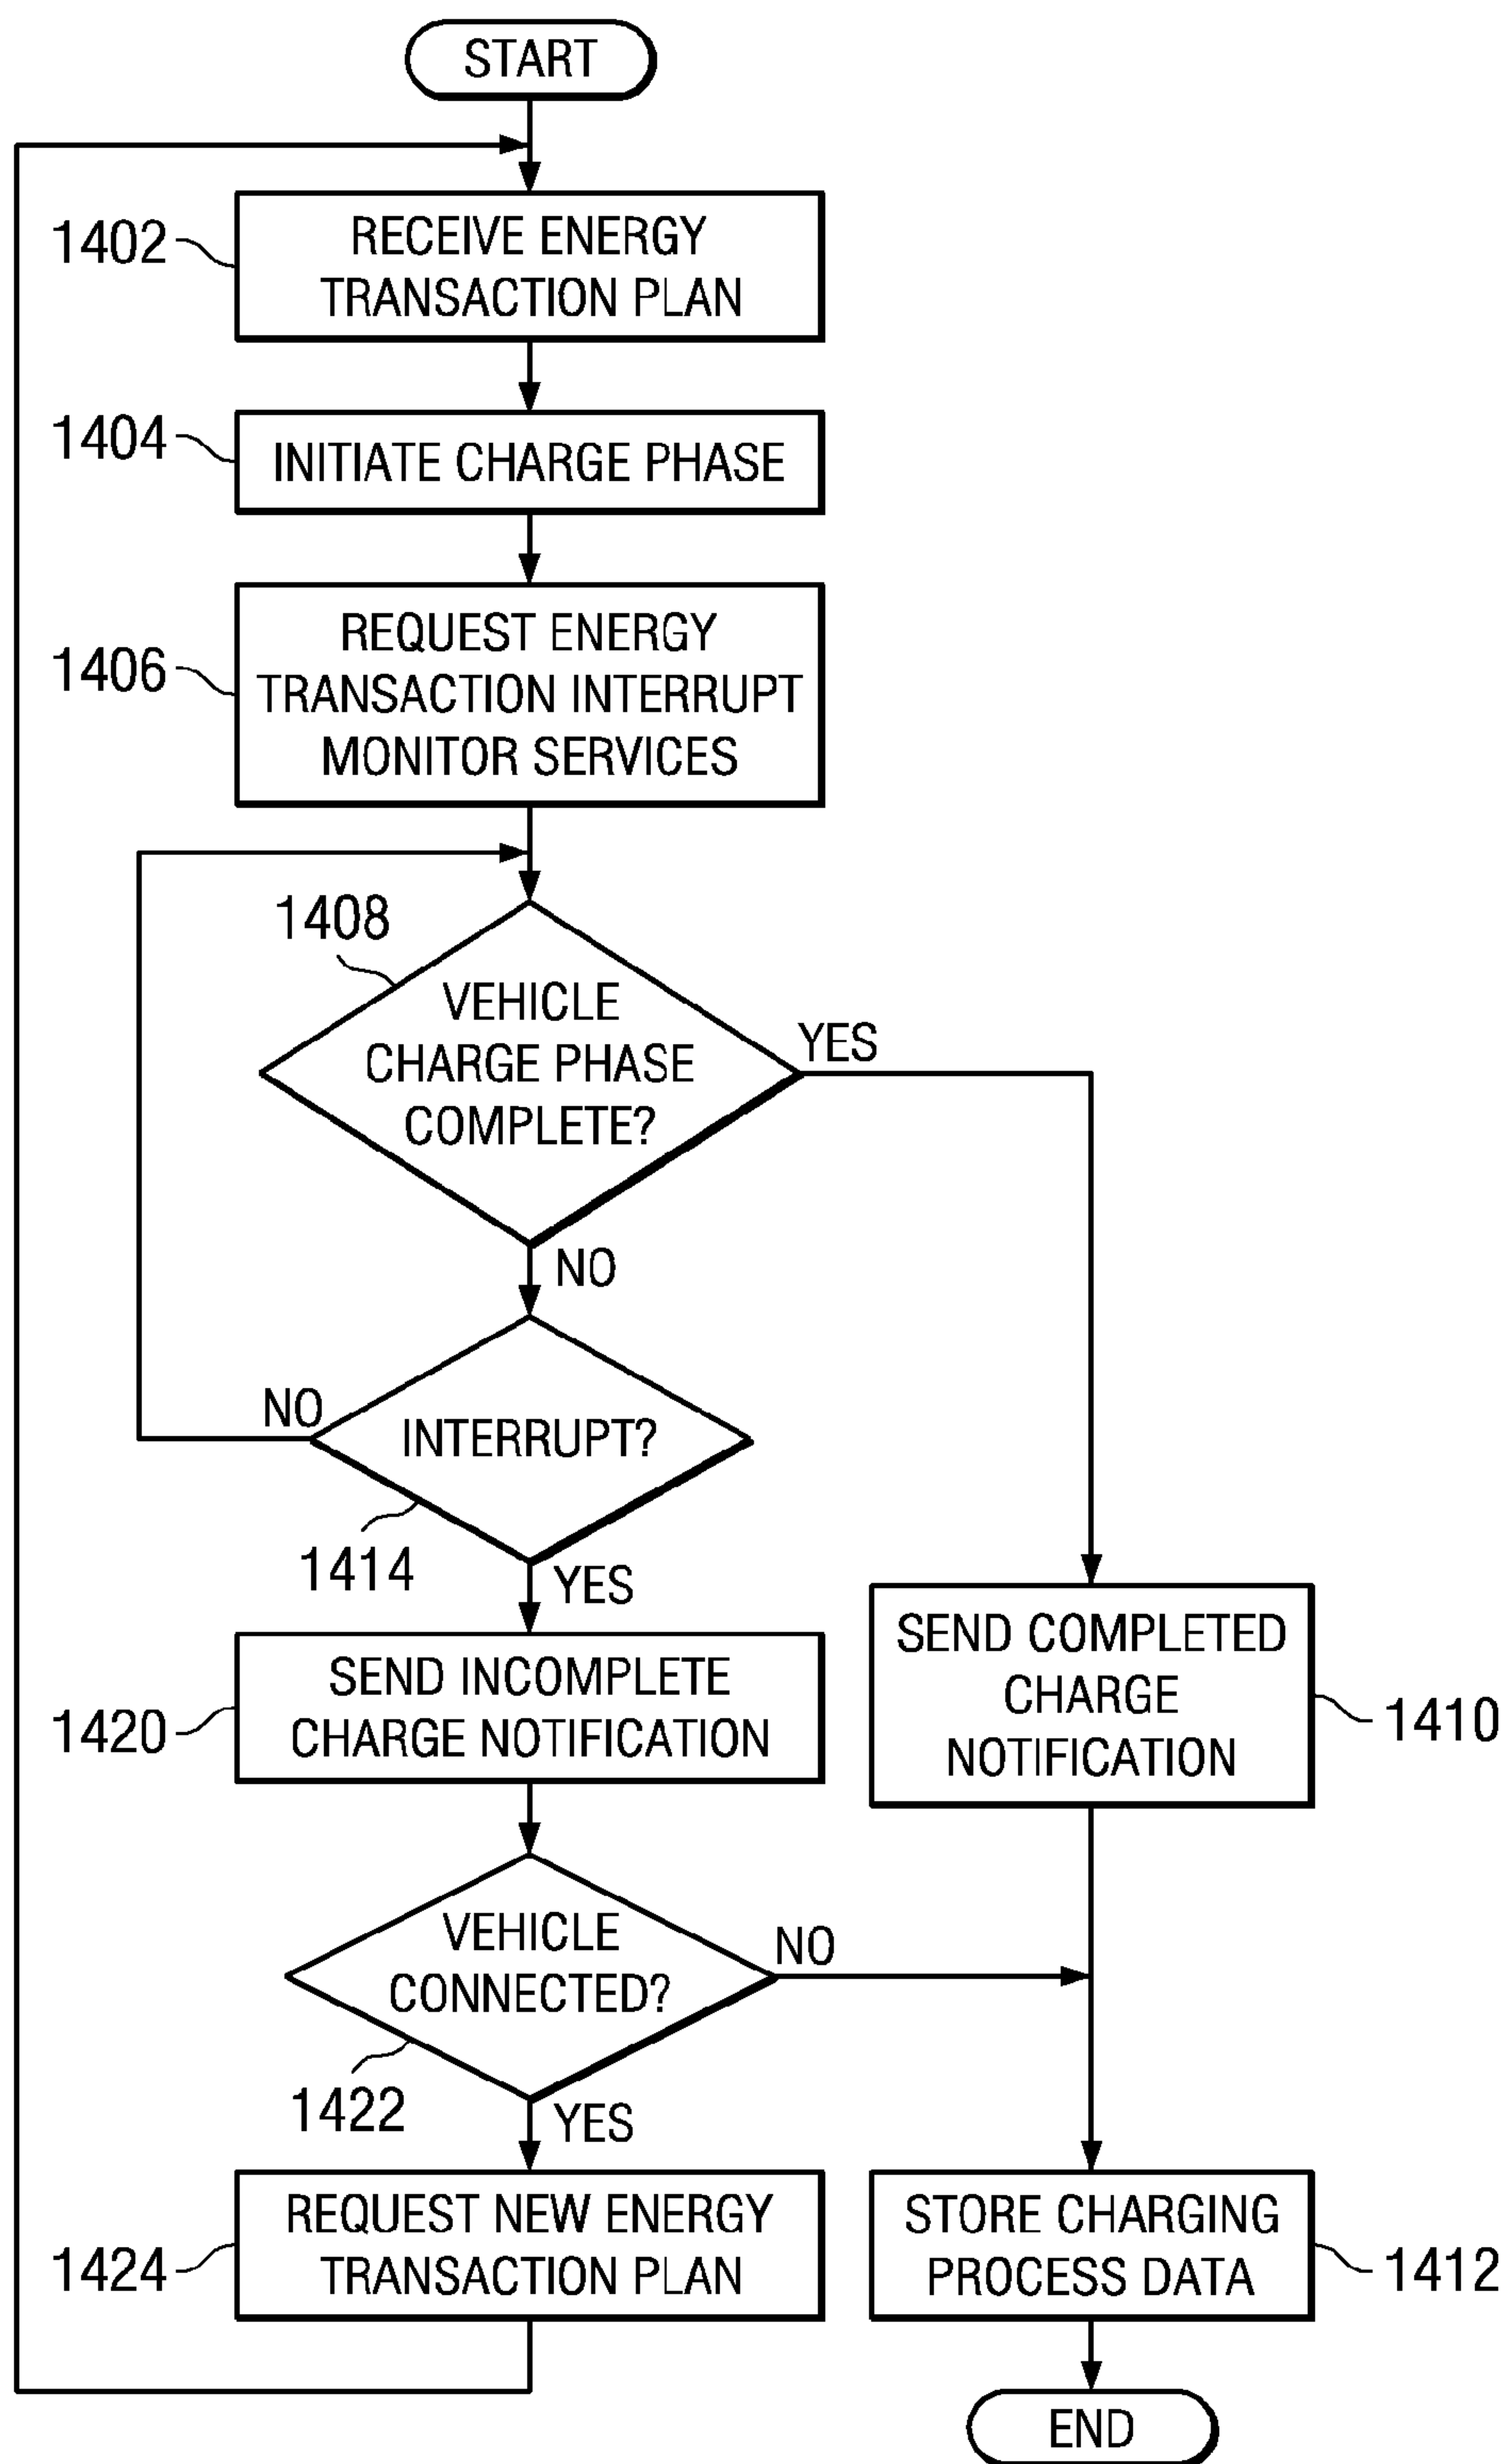 START
1402
RECEIVE ENERGY
TRANSACTION PLAN
1404
INITIATE CHARGE PHASE
1406
REQUEST ENERGY
TRANSACTION INTERRUPT
MONITOR SERVICES
1408
VEHICLE
CHARGE PHASE
COMPLETE?
YES
NO
NO
INTERRUPT?
1414
YES
SEND COMPLETED
CHARGE
NOTIFICATION
1410
1420
SEND INCOMPLETE
CHARGE NOTIFICATION
VEHICLE
CONNECTED?
NO
1422
YES
1424
REQUEST NEW ENERGY
TRANSACTION PLAN
STORE CHARGING
PROCESS DATA
1412
END